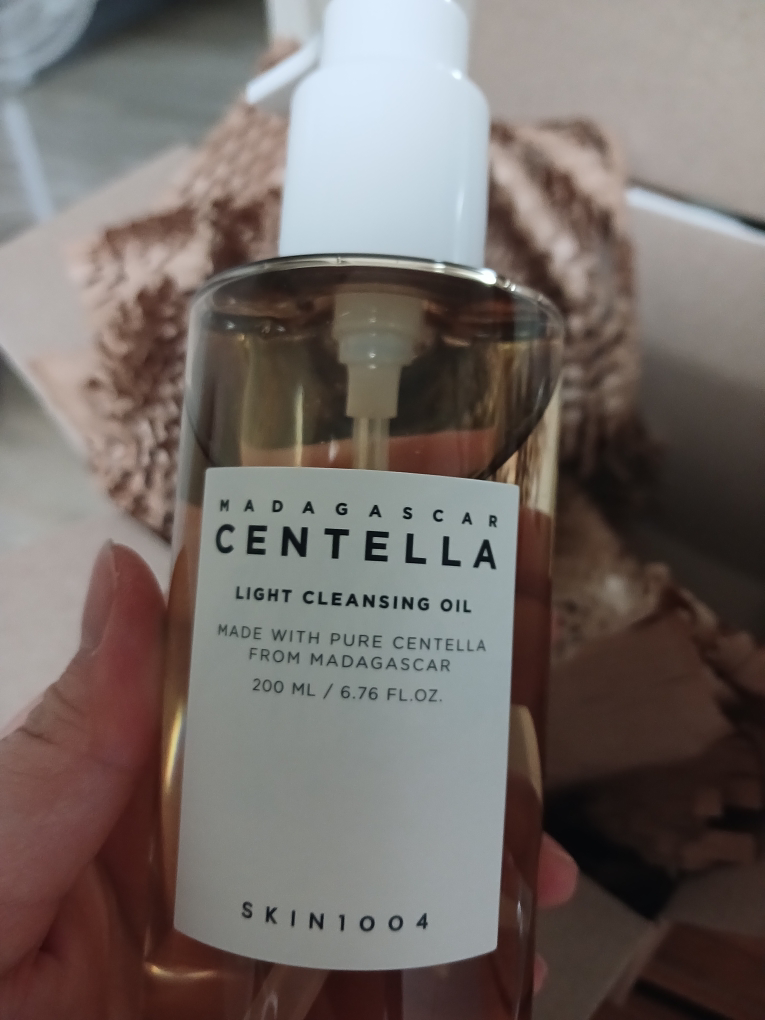 MADAGASCAR
CENTELLA
LIGHT CLEANSING OIL
MADE WITH PURE CENTELLA
FROM MADAGASCAR
200 ML / 6.76 FL.OZ.
SKIN1004